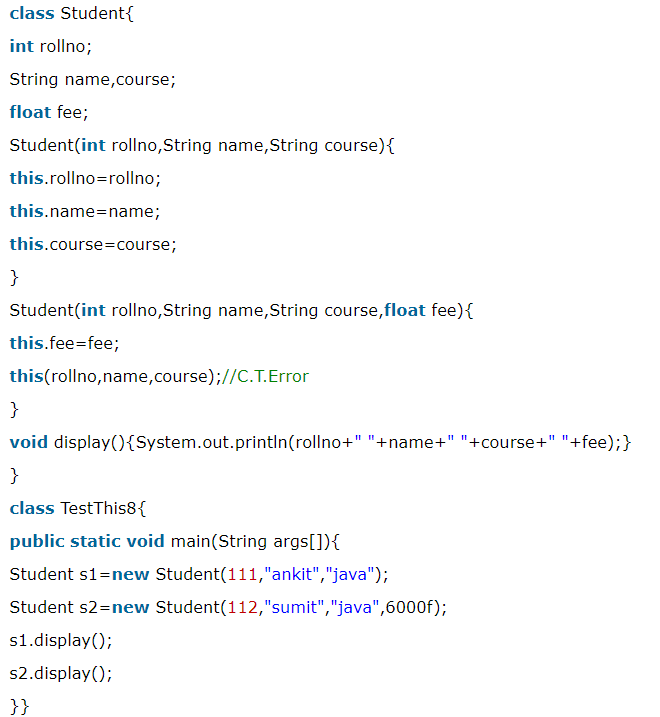 class Student{
int rollno;
String name,course;
float fee;
Student(int rollno,String name,String course){
this.rollno=rollno;
this.name=name;
this.course=course;
}
Student(int rollno,String name,String course,float fee){
this.fee=fee;
this(rollno,name,course);//C.T.Error
}
void display(){System.out.println(rollno+" "+name+" "+course+" "+fee);}
}
class TestThis8{
public static void main(String args[]){
Student s1=new Student(111,"ankit","java");
Student s2=new Student(112,"sumit","java",6000f);
s1.display();
s2.display();
}}